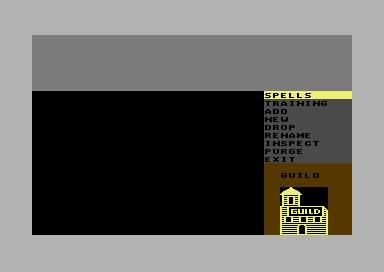 SPELLS
TRAINING
ADD
NEW
DROP
RENAME
INSPECT
PURGE
EXIT
GUILD
GUILD